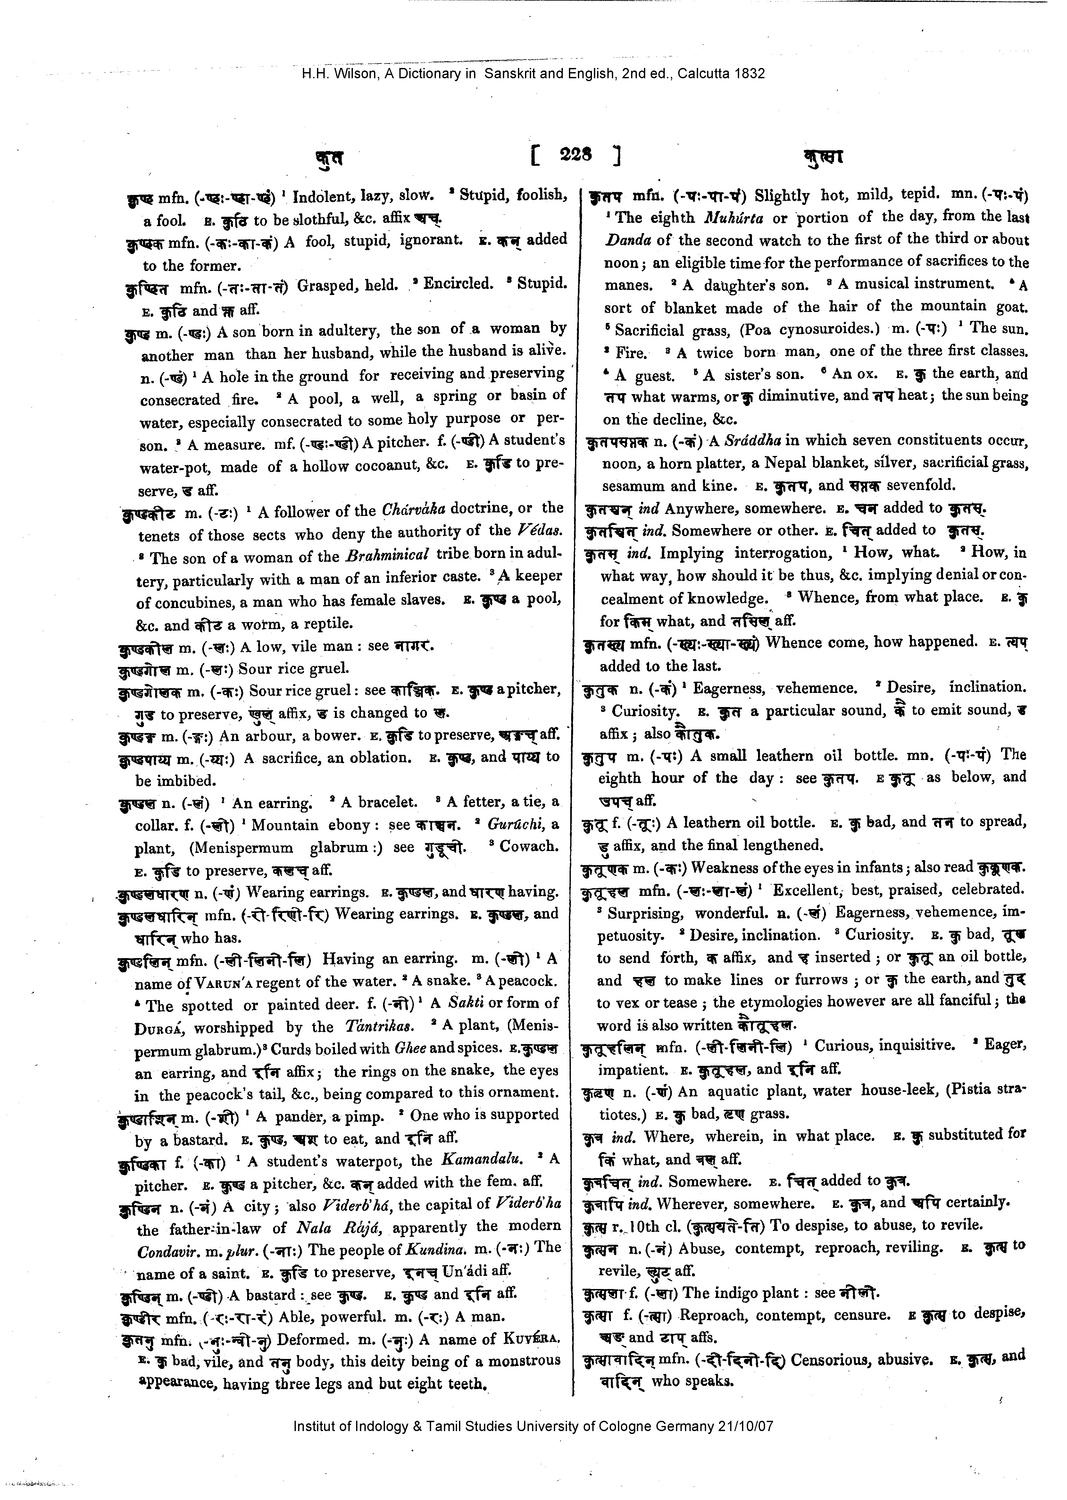 H.H. Wilson, A Dictionary in Sanskrit and English, 2nd ed., Calcutta 1832
कुत [ 228 ] कुत्सा
कुण्ठ mfn. (-ण्ठः-ण्ठा-ण्ठं) ¹ Indolent, lazy, slow. ² Stupid, foolish,
a fool. E. कुठि to be slothful, &c. affix अच्.
कुण्ठक mfn. (-कः-का-कं) A fool, stupid, ignorant. E. कन् added
to the former.
कुण्ठित mfn. (-तः-ता-तं) Grasped, held. ² Encircled. ³ Stupid.
E. कुठि and क्त aff.
कुण्ड m. (-ण्डः) A son born in adultery, the son of a woman by
another man than her husband, while the husband is alive.
n. (-ण्डं) ¹ A hole in the ground for receiving and preserving
consecrated fire. ² A pool, a well, a spring or basin of
water, especially consecrated to some holy purpose or per-
son. ³ A measure. mf. (-ण्डः-ण्डी) A pitcher. f. (-ण्डी) A student's
water-pot, made of a hollow cocoanut, &c. E. कुडि to pre-
serve, ड aff.
कुण्डकीट m. (-टः) ¹ A follower of the Chárváka doctrine, or the
tenets of those sects who deny the authority of the Védas.
² The son of a woman of the Brahminical tribe born in adul-
tery, particularly with a man of an inferior caste. ³ A keeper
of concubines, a man who has female slaves. E. कुण्ड a pool,
&c. and कीट a worm, a reptile.
कुण्डकील m. (-लः) A low, vile man : see नागर.
कुण्डगोल m. (-लः) Sour rice gruel.
कुण्डगोलक m. (-कः) Sour rice gruel : see काञ्जिक. E. कुण्ड a pitcher,
गुड to preserve, ण्वुल् affix, ड is changed to ल.
कुण्डङ्ग m. (-ङ्गः) An arbour, a bower. E. कुडि to preserve, अङ्गच् aff.
कुण्डपाय्य m. (-य्यः) A sacrifice, an oblation. E. कुण्ड, and पाय्य to
be imbibed.
कुण्डल n. (-लं) ¹ An earring. ² A bracelet. ³ A fetter, a tie, a
collar. f. (-ली) ¹ Mountain ebony : see काञ्चन. ² Gurúchi, a
plant, (Menispermum glabrum :) see गुडूची. ³ Cowach.
E. कुडि to preserve, कलच् aff.
कुण्डलधारण n. (-णं) Wearing earrings. E. कुण्डल, and धारण having.
कुण्डलधारिन् mfn. (-री-रिणी-रि) Wearing earrings. E. कुण्डल, and
धारिन् who has.
कुण्डलिन् mfn. (-ली-लिनी-लि) Having an earring. m. (-ली) ¹ A
name of VARUN'A regent of the water. ² A snake. ³ A peacock.
⁴ The spotted or painted deer. f. (-नी) ¹ A Sakti or form of
DURGÁ, worshipped by the Tántrikas. ² A plant, (Menis-
permum glabrum.) ³ Curds boiled with Ghee and spices. E. कुण्डल
an earring, and इनि affix; the rings on the snake, the eyes
in the peacock's tail, &c., being compared to this ornament.
कुण्डाशिन् m. (-शी) ¹ A pander, a pimp. ² One who is supported
by a bastard. E. कुण्ड, अश to eat, and इनि aff.
कुण्डिका f. (-का) ¹ A student's waterpot, the Kamandalu. ² A
pitcher. E. कुण्ड a pitcher, &c. कन् added with the fem. aff.
कुण्डिन n. (-नं) A city; also Viderb'há, the capital of Viderb'ha
the father-in-law of Nala Rájá, apparently the modern
Condavir. m. plur. (-नाः) The people of Kundina. m. (-नः) The
name of a saint. E. कुडि to preserve, इनच् Un'ádi aff.
कुण्डिन् m. (-ण्डी) A bastard : see कुण्ड. E. कुण्ड and इनि aff.
कुण्डीर mfn. (-रः-रा-रं) Able, powerful. m. (-रः) A man.
कुतनु mfn. (-नुः-न्वी-नु) Deformed. m. (-नुः) A name of KUVÉRA.
E. कु bad, vile, and तनु body, this deity being of a monstrous
appearance, having three legs and but eight teeth.
कुतप mfn. (-पः-पा-पं) Slightly hot, mild, tepid. mn. (-पः-पं)
¹ The eighth Muhúrta or portion of the day, from the last
Danda of the second watch to the first of the third or about
noon; an eligible time for the performance of sacrifices to the
manes. ² A daughter's son. ³ A musical instrument. ⁴ A
sort of blanket made of the hair of the mountain goat.
⁵ Sacrificial grass, (Poa cynosuroides.) m. (-पः) ¹ The sun.
² Fire. ³ A twice born man, one of the three first classes.
⁴ A guest. ⁵ A sister's son. ⁶ An ox. E. कु the earth, and
तप what warms, or कु diminutive, and तप heat; the sun being
on the decline, &c.
कुतपसप्तक n. (-कं) A Sráddha in which seven constituents occur,
noon, a horn platter, a Nepal blanket, silver, sacrificial grass,
sesamum and kine. E. कुतप, and सप्तक sevenfold.
कुतश्चन ind Anywhere, somewhere. E. चन added to कुतस्.
कुतश्चित् ind. Somewhere or other. E. चित् added to कुतस्.
कुतस् ind. Implying interrogation, ¹ How, what. ² How, in
what way, how should it be thus, &c. implying denial or con-
cealment of knowledge. ³ Whence, from what place. E. कु
for किम् what, and तसिल् aff.
कुतस्त्य mfn. (-स्त्यः-स्त्या-स्त्यं) Whence come, how happened. E. त्यप्
added to the last.
कुतुक n. (-कं) ¹ Eagerness, vehemence. ² Desire, inclination.
³ Curiosity. E. कुत a particular sound, कै to emit sound, ड
affix; also कौतुक.
कुतुप m. (-पः) A small leathern oil bottle. mn. (-पः-पं) The
eighth hour of the day : see कुतप. E कुतू as below, and
डुपच् aff.
कुतू f. (-तूः) A leathern oil bottle. E. कु bad, and तन to spread,
डु affix, and the final lengthened.
कुतूणक m. (-कः) Weakness of the eyes in infants; also read कुकूणक.
कुतूहल mfn. (-लः-ला-लं) ¹ Excellent, best, praised, celebrated.
² Surprising, wonderful. n. (-लं) Eagerness, vehemence, im-
petuosity. ² Desire, inclination. ³ Curiosity. E. कु bad, तूल
to send forth, क affix, and ह inserted; or कुतू an oil bottle,
and हल to make lines or furrows; or कु the earth, and तुद
to vex or tease; the etymologies however are all fanciful; the
word is also written कौतूहल.
कुतूहलिन् mfn. (-ली-लिनी-लि) ¹ Curious, inquisitive. ² Eager,
impatient. E. कुतूहल, and इनि aff.
कुतृण n. (-णं) An aquatic plant, water house-leek, (Pistia stra-
tiotes.) E. कु bad, तृण grass.
कुत्र ind. Where, wherein, in what place. E. कु substituted for
किं what, and त्रल् aff.
कुत्रचित् ind. Somewhere. E. चित् added to कुत्र.
कुत्रापि ind. Wherever, somewhere. E. कुत्र, and अपि certainly.
कुत्स r. 10th cl. (कुत्सयते-ति) To despise, to abuse, to revile.
कुत्सन n. (-नं) Abuse, contempt, reproach, reviling. E. कुत्स to
revile, ल्युट् aff.
कुत्सला f. (-ला) The indigo plant : see नीली.
कुत्सा f. (-त्सा) Reproach, contempt, censure. E कुत्स to despise,
अङ् and टाप् affs.
कुत्सावादिन् mfn. (-दी-दिनी-दि) Censorious, abusive. E. कुत्स, and
वादिन् who speaks.
Institut of Indology & Tamil Studies University of Cologne Germany 21/10/07